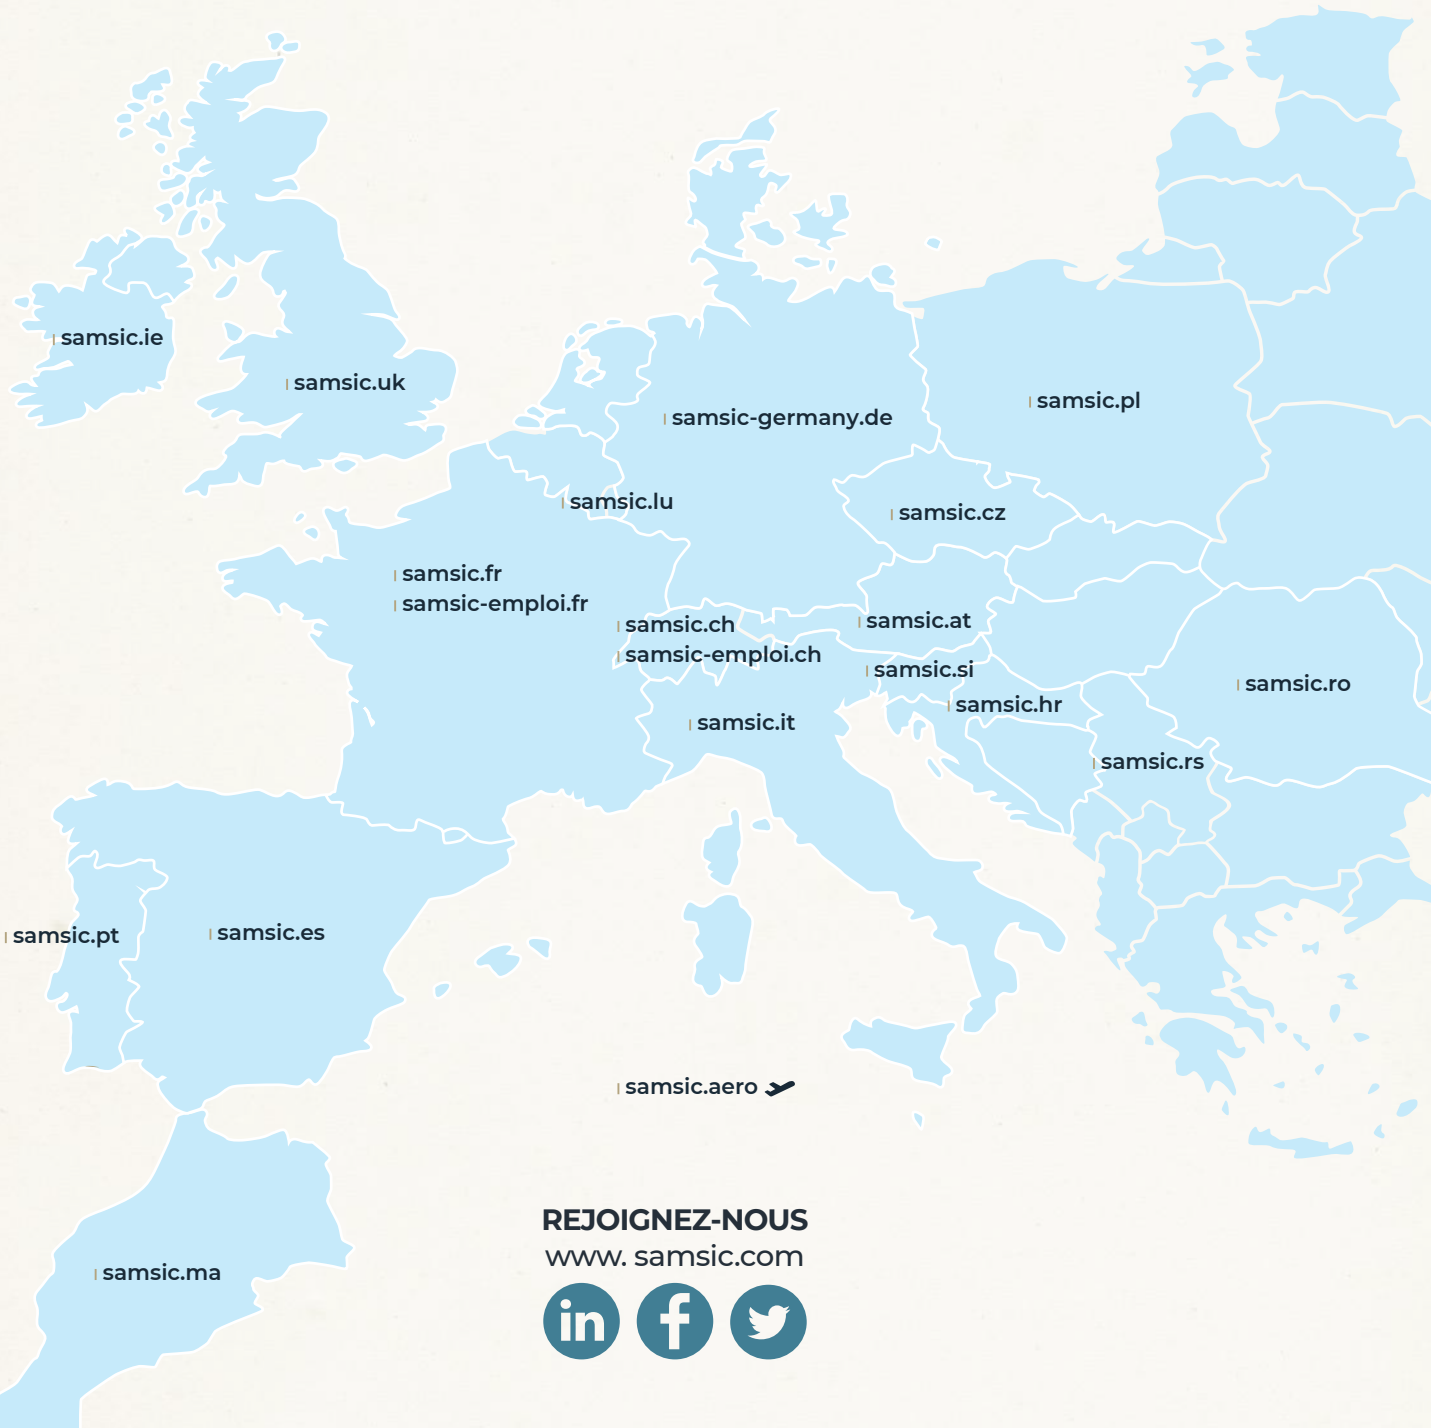 samsic.ie
samsic.uk
samsic-germany.de
samsic.pl
samsic.lu
samsic.cz
samsic.fr
samsic-emploi.fr
samsic.ch
samsic-emploi.ch
samsic.at
samsic.si
samsic.hr
samsic.ro
samsic.it
samsic.rs
samsic.pt
samsic.es
samsic.aero
REJOIGNEZ-NOUS
www. samsic.com
samsic.ma
in f